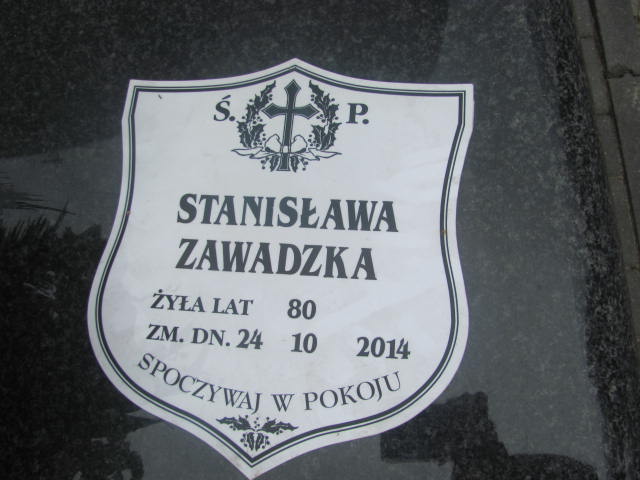 Ś. P.
STANISŁAWA
ZAWADZKA
ŻYŁA LAT 80
ZM. DN. 24 10 2014
SPOCZYWAJ W POKOJU